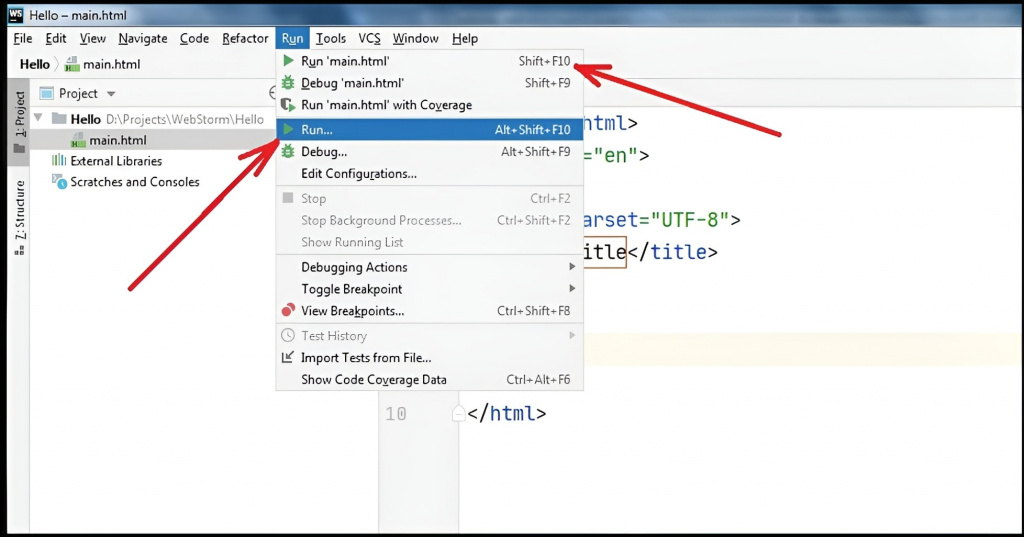 WS Hello – main.html
File Edit View Navigate Code Refactor Run Tools VCS Window Help
Hello main.html
1: Project
Z: Structure
Project
Hello D:\Projects\WebStorm\Hello
main.html
External Libraries
Scratches and Consoles
Run 'main.html' Shift+F10
Debug 'main.html' Shift+F9
Run 'main.html' with Coverage
Run... Alt+Shift+F10
Debug... Alt+Shift+F9
Edit Configurations...
Stop Ctrl+F2
Stop Background Processes... Ctrl+Shift+F2
Show Running List
Debugging Actions
Toggle Breakpoint
View Breakpoints... Ctrl+Shift+F8
Test History
Import Tests from File...
Show Code Coverage Data Ctrl+Alt+F6
html>
="en">
arset="UTF-8">
itle</title>
10 </html>